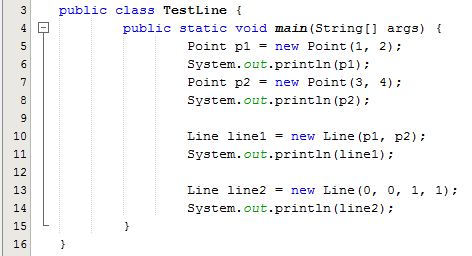 3 public class TestLine {
4 public static void main(String[] args) {
5 Point p1 = new Point(1, 2);
6 System.out.println(p1);
7 Point p2 = new Point(3, 4);
8 System.out.println(p2);
9
10 Line line1 = new Line(p1, p2);
11 System.out.println(line1);
12
13 Line line2 = new Line(0, 0, 1, 1);
14 System.out.println(line2);
15 }
16 }